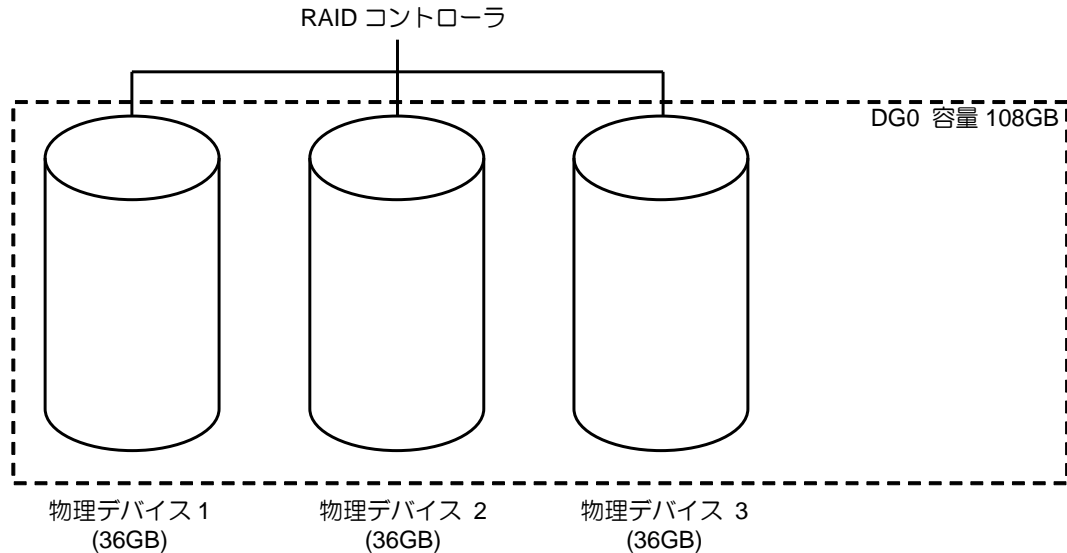 RAID コントローラ
DG0 容量 108GB
物理デバイス 1
(36GB)
物理デバイス 2
(36GB)
物理デバイス 3
(36GB)